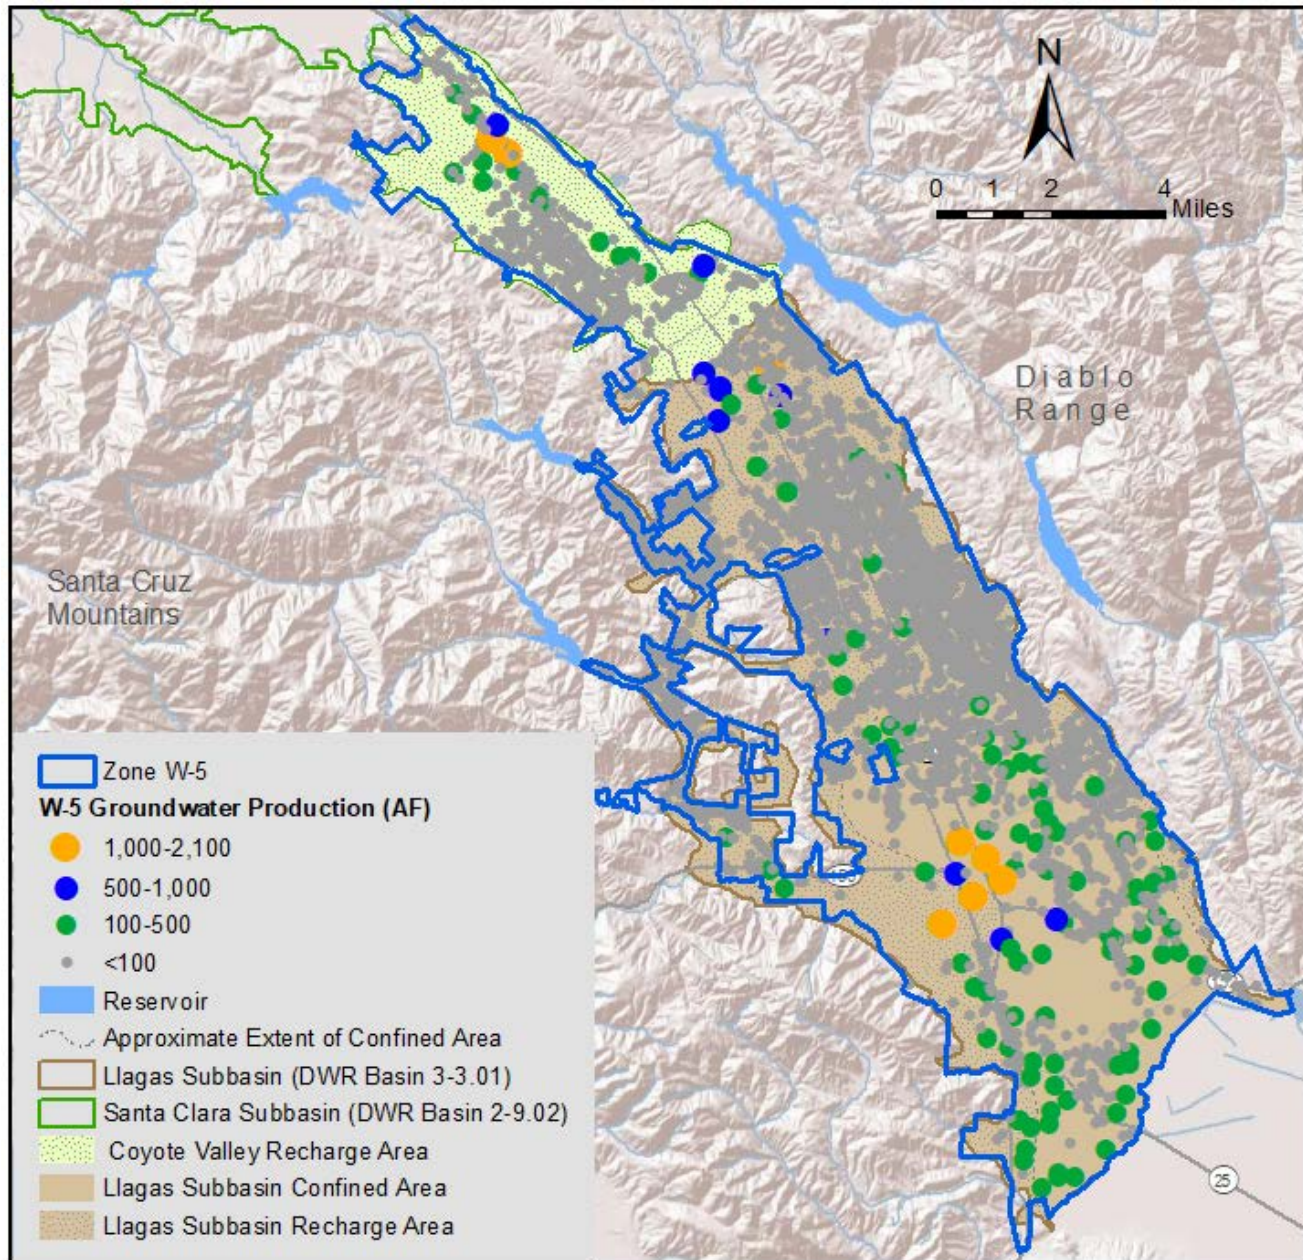 N
0 1 2 4
Miles
Diablo
Range
Santa Cruz
Mountains
Zone W-5
W-5 Groundwater Production (AF)
1,000-2,100
500-1,000
100-500
<100
Reservoir
Approximate Extent of Confined Area
Llagas Subbasin (DWR Basin 3-3.01)
Santa Clara Subbasin (DWR Basin 2-9.02)
Coyote Valley Recharge Area
Llagas Subbasin Confined Area
Llagas Subbasin Recharge Area
25